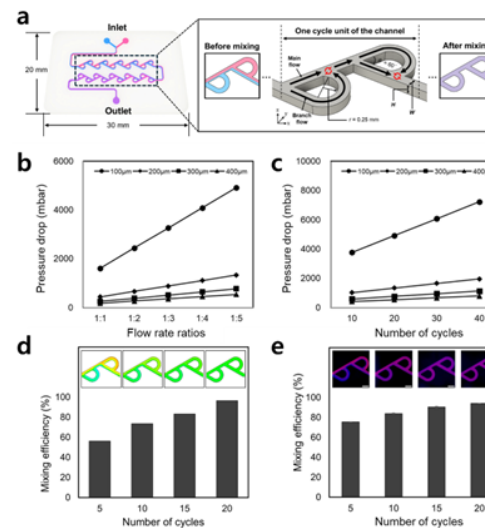 a
Inlet
Outlet
20 mm
30 mm
One cycle unit of the channel
Before mixing
After mixing
Main flow
Branch flow
r = 0.25 mm
H
W
b
Pressure drop (mbar)
6000
4000
2000
0
100μm 200μm 300μm 400μm
1:1 1:2 1:3 1:4 1:5
Flow rate ratios
c
Pressure drop (mbar)
10000
8000
6000
4000
2000
0
100μm 200μm 300μm 400μm
10 20 30 40
Number of cycles
d
Mixing efficiency (%)
100
80
60
40
20
0
5 10 15 20
Number of cycles
e
Mixing efficiency (%)
100
80
60
40
20
0
5 10 15 20
Number of cycles